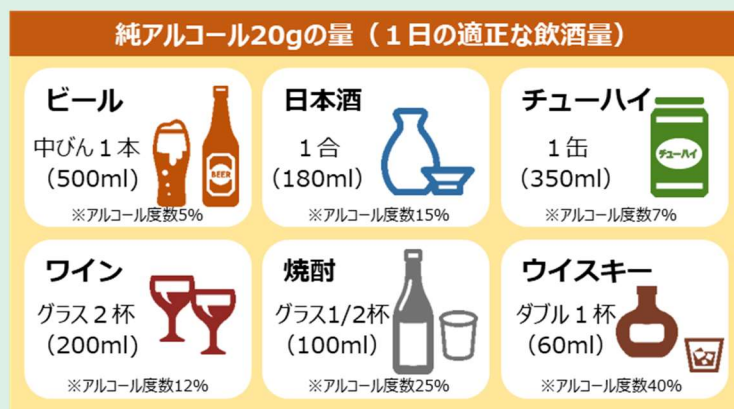 純アルコール20gの量（１日の適正な飲酒量）
ビール
中びん１本
(500ml)
BEER
※アルコール度数5%
日本酒
１合
(180ml)
※アルコール度数15%
チューハイ
１缶
(350ml)
チューハイ
※アルコール度数7%
ワイン
グラス２杯
(200ml)
※アルコール度数12%
焼酎
グラス1/2杯
(100ml)
※アルコール度数25%
ウイスキー
ダブル１杯
(60ml)
※アルコール度数40%